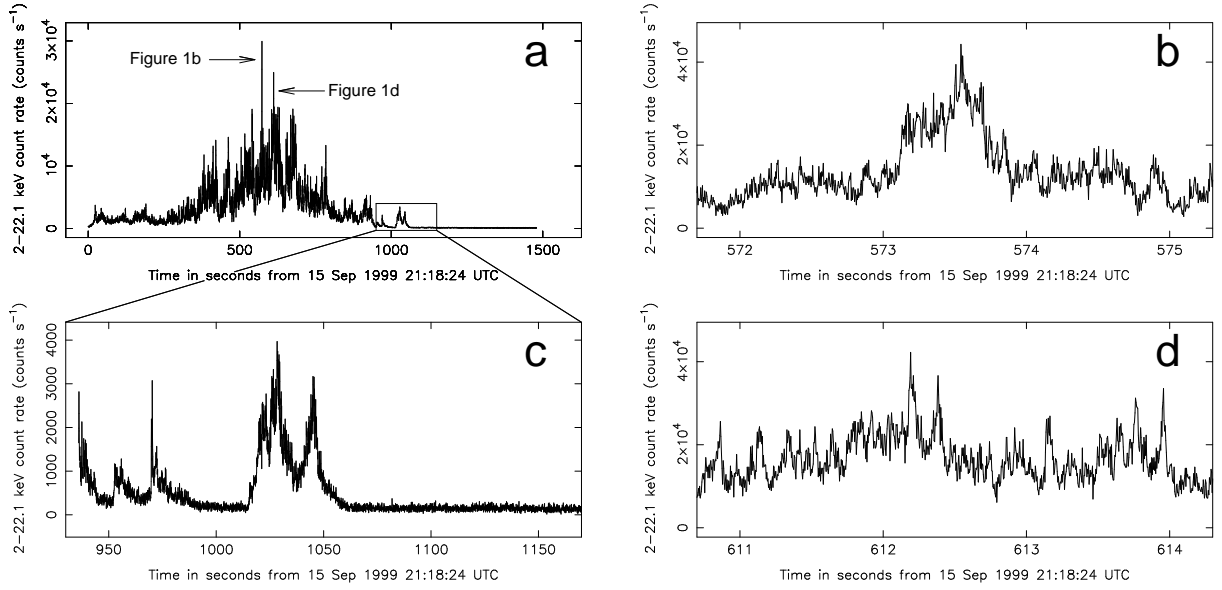 a
2−22.1 keV count rate (counts s⁻¹)
3×10⁴
2×10⁴
10⁴
0
Figure 1b
Figure 1d
0 500 1000 1500
Time in seconds from 15 Sep 1999 21:18:24 UTC
b
2−22.1 keV count rate (counts s⁻¹)
4×10⁴
2×10⁴
0
572 573 574 575
Time in seconds from 15 Sep 1999 21:18:24 UTC
c
2−22.1 keV count rate (counts s⁻¹)
4000
3000
2000
1000
0
950 1000 1050 1100 1150
Time in seconds from 15 Sep 1999 21:18:24 UTC
d
2−22.1 keV count rate (counts s⁻¹)
4×10⁴
2×10⁴
0
611 612 613 614
Time in seconds from 15 Sep 1999 21:18:24 UTC